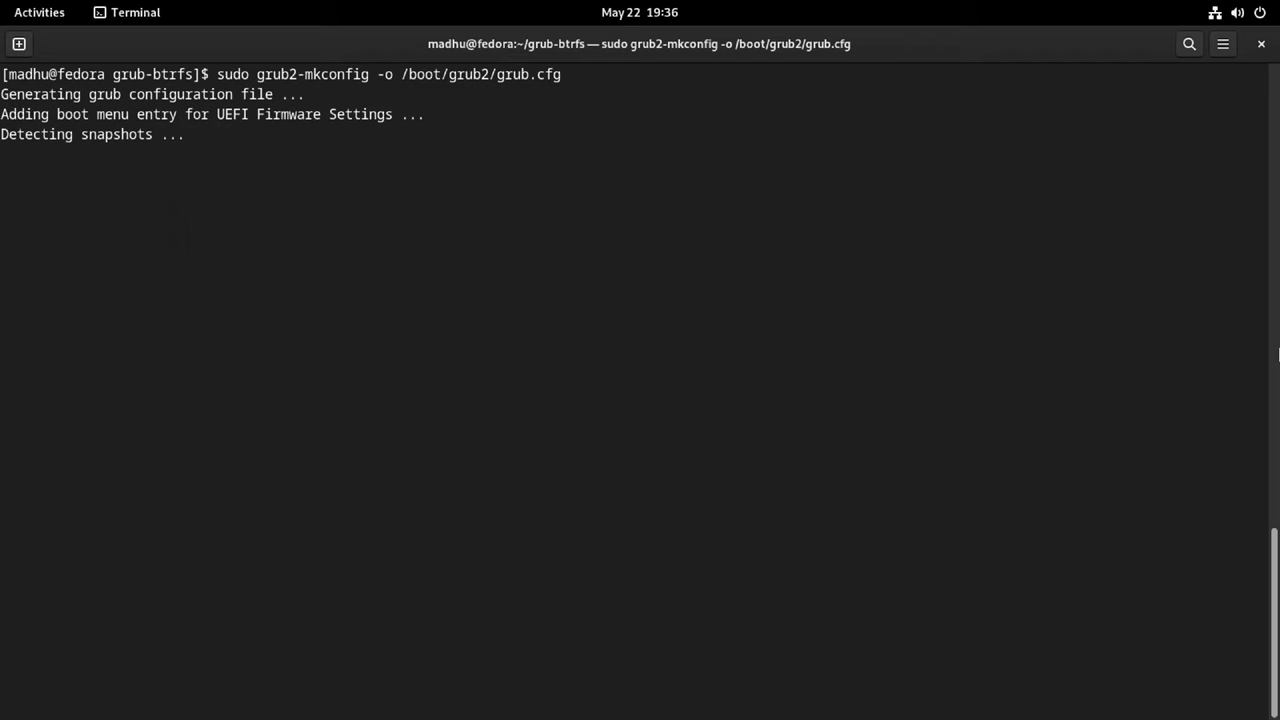 Activities Terminal May 22 19:36
madhu@fedora:~/grub-btrfs — sudo grub2-mkconfig -o /boot/grub2/grub.cfg
[madhu@fedora grub-btrfs]$ sudo grub2-mkconfig -o /boot/grub2/grub.cfg
Generating grub configuration file ...
Adding boot menu entry for UEFI Firmware Settings ...
Detecting snapshots ...